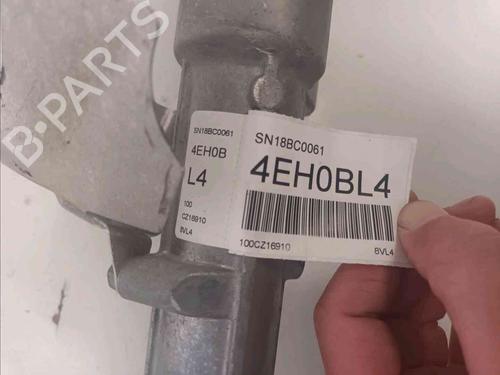 B-PARTS
SN18BC0061
4EH0B
L4
100
CZ16910
8VL4
SN18BC0061
4EH0BL4
100CZ16910
8VL4